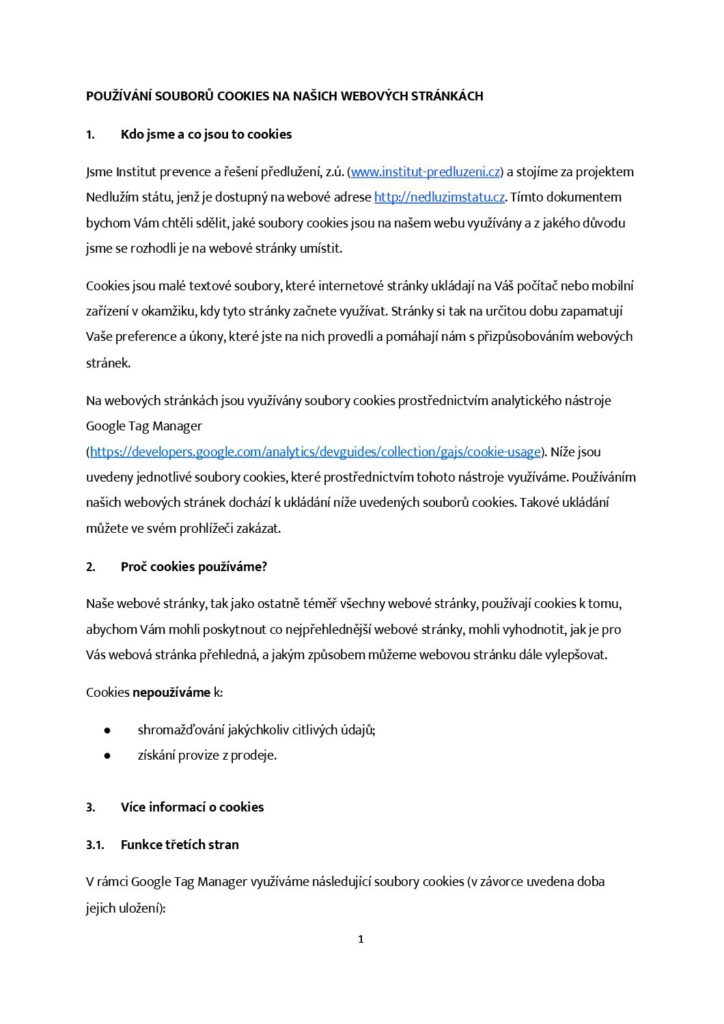 POUŽÍVÁNÍ SOUBORŮ COOKIES NA NAŠICH WEBOVÝCH STRÁNKÁCH
1. Kdo jsme a co jsou to cookies
Jsme Institut prevence a řešení předlužení, z.ú. (www.institut-predluzeni.cz) a stojíme za projektem
Nedlužím státu, jenž je dostupný na webové adrese http://nedluzimstatu.cz. Tímto dokumentem
bychom Vám chtěli sdělit, jaké soubory cookies jsou na našem webu využívány a z jakého důvodu
jsme se rozhodli je na webové stránky umístit.
Cookies jsou malé textové soubory, které internetové stránky ukládají na Váš počítač nebo mobilní
zařízení v okamžiku, kdy tyto stránky začnete využívat. Stránky si tak na určitou dobu zapamatují
Vaše preference a úkony, které jste na nich provedli a pomáhají nám s přizpůsobováním webových
stránek.
Na webových stránkách jsou využívány soubory cookies prostřednictvím analytického nástroje
Google Tag Manager
(https://developers.google.com/analytics/devguides/collection/gajs/cookie-usage). Níže jsou
uvedeny jednotlivé soubory cookies, které prostřednictvím tohoto nástroje využíváme. Používáním
našich webových stránek dochází k ukládání níže uvedených souborů cookies. Takové ukládání
můžete ve svém prohlížeči zakázat.
2. Proč cookies používáme?
Naše webové stránky, tak jako ostatně téměř všechny webové stránky, používají cookies k tomu,
abychom Vám mohli poskytnout co nejpřehlednější webové stránky, mohli vyhodnotit, jak je pro
Vás webová stránka přehledná, a jakým způsobem můžeme webovou stránku dále vylepšovat.
Cookies nepoužíváme k:
● shromažďování jakýchkoliv citlivých údajů;
● získání provize z prodeje.
3. Více informací o cookies
3.1. Funkce třetích stran
V rámci Google Tag Manager využíváme následující soubory cookies (v závorce uvedena doba
jejich uložení):
1